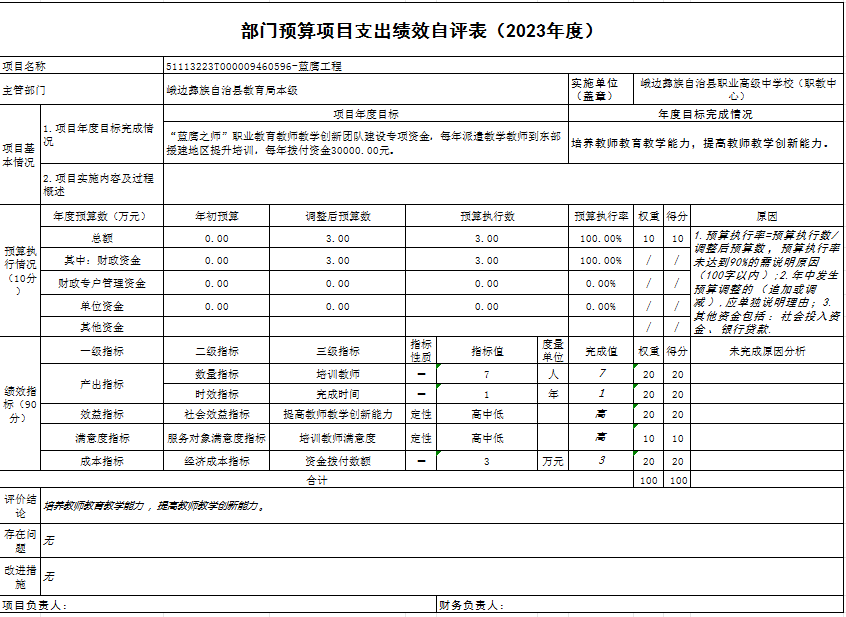 部门预算项目支出绩效自评表（2023年度）
项目名称 51113223T000009460596-蓝鹰工程
主管部门 峨边彝族自治县教育局本级 实施单位（盖章） 峨边彝族自治县职业高级中学校（职教中心）
项目基本情况 1.项目年度目标完成情况 项目年度目标 年度目标完成情况
“蓝鹰之师”职业教育教师教学创新团队建设专项资金，每年派遣教学教师到东部
援建地区提升培训，每年拨付资金30000.00元。 培养教师教育教学能力，提高教师教学创新能力。
2.项目实施内容及过程概述
预算执行情况（10分） 年度预算数（万元） 年初预算 调整后预算数 预算执行数 预算执行率 权重 得分 原因
总额 0.00 3.00 3.00 100.00% 10 10
其中：财政资金 0.00 3.00 3.00 100.00% / /
财政专户管理资金 0.00 0.00 0.00 0.00% / /
单位资金 0.00 0.00 0.00 0.00% / /
其他资金 / /
1.预算执行率=预算执行数/
调整后预算数，预算执行率
未达到90%的需说明原因
（100字以内）;2.年中发生
预算调整的（追加或调
减）,应单独说明理由；3.
其他资金包括：社会投入资
金、银行贷款.
绩效指标（90分） 一级指标 二级指标 三级指标 指标性质 指标值 度量单位 完成值 权重 得分 未完成原因分析
产出指标 数量指标 培训教师 — 7 人 7 20 20
时效指标 完成时间 — 1 年 1 20 20
效益指标 社会效益指标 提高教师教学创新能力 定性 高中低 高 20 20
满意度指标 服务对象满意度指标 培训教师满意度 定性 高中低 高 10 10
成本指标 经济成本指标 资金拨付数额 — 3 万元 3 20 20
合计 100 100
评价结论 培养教师教育教学能力，提高教师教学创新能力。
存在问题 无
改进措施 无
项目负责人： 财务负责人：